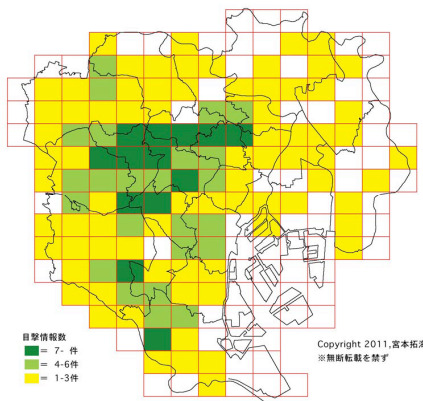 目撃情報数
= 7- 件
= 4-6件
= 1-3件
Copyright 2011,宮本拓
※無断転載を禁ず